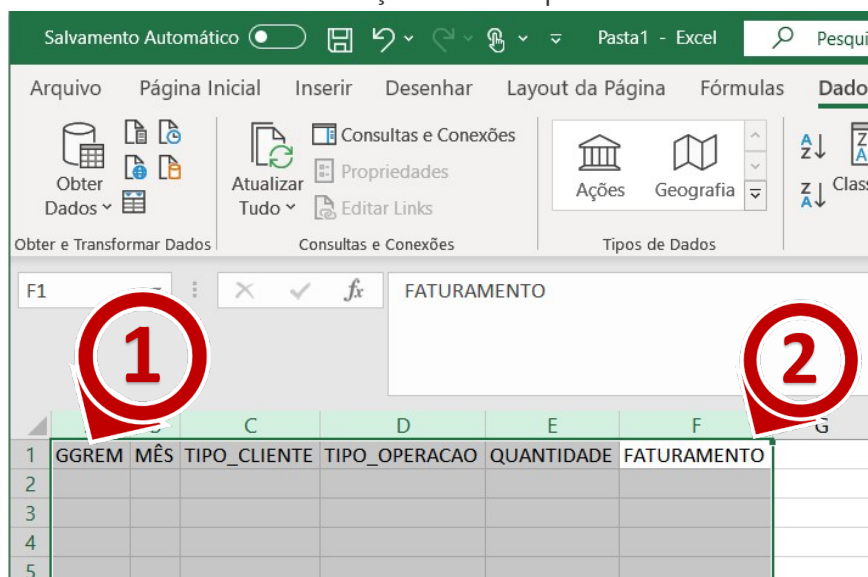 Salvamento Automático
Pasta1 - Excel
Pesqui
Arquivo Página Inicial Inserir Desenhar Layout da Página Fórmulas Dado
Obter Dados
Atualizar Tudo
Consultas e Conexões
Propriedades
Editar Links
Ações
Geografia
Class
Obter e Transformar Dados
Consultas e Conexões
Tipos de Dados
F1
fx
FATURAMENTO
1
2
C D E F G
1 GGREM MÊS TIPO_CLIENTE TIPO_OPERACAO QUANTIDADE FATURAMENTO
2
3
4
5